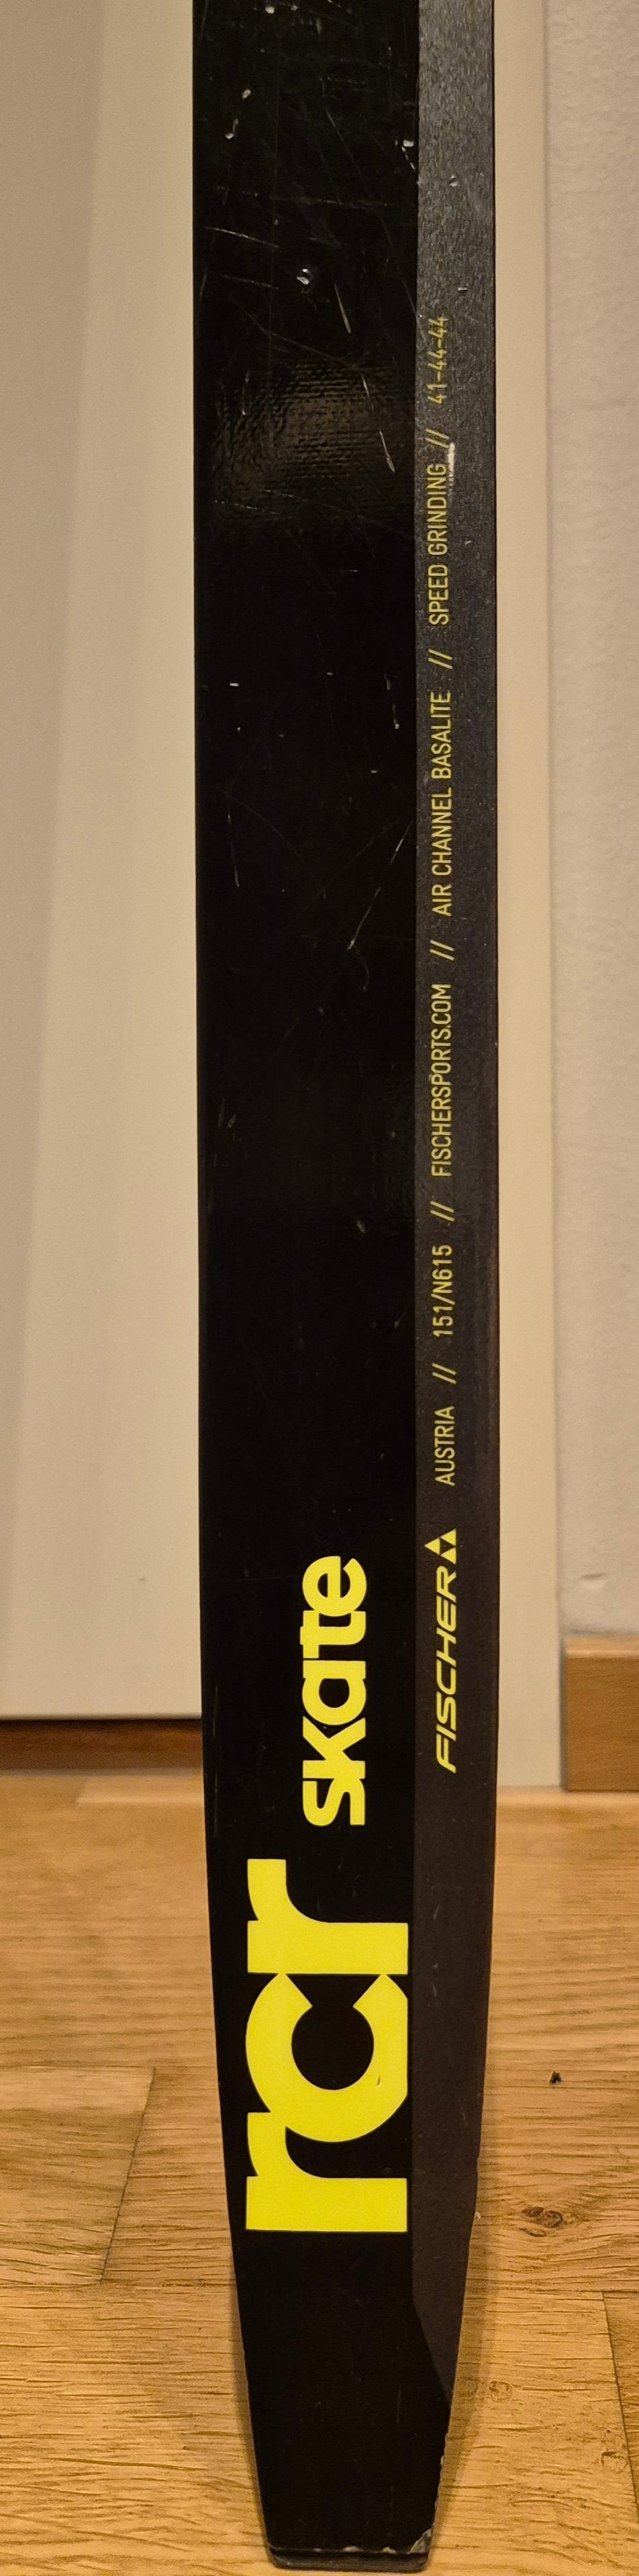 rcr skate
FISCHER AUSTRIA // 151/N615 // FISCHERSPORTS.COM // AIR CHANNEL BASALITE // SPEED GRINDING // 41-44-44